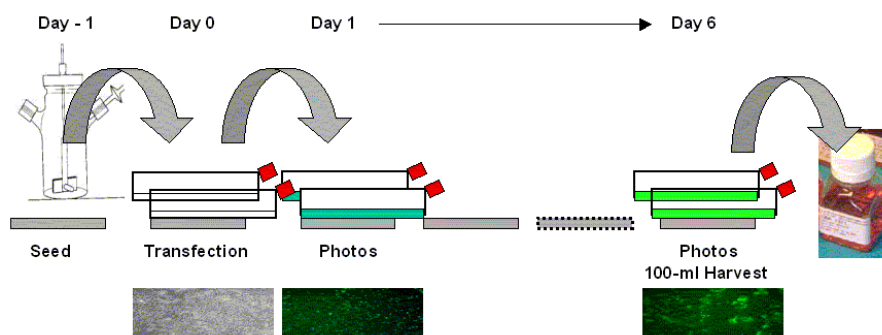 Day - 1
Day 0
Day 1
Day 6
Seed
Transfection
Photos
Photos
100-ml Harvest